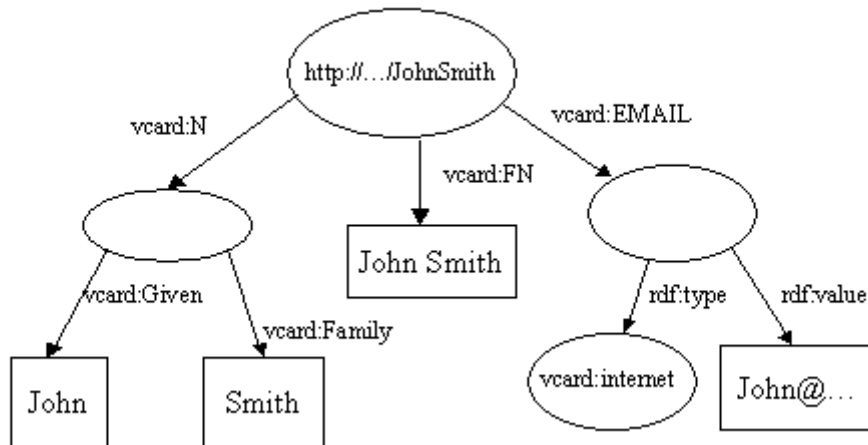 http://.../JohnSmith
vcard:N
vcard:EMAIL
vcard:FN
John Smith
vcard:Given
vcard:Family
rdf:type
rdf:value
John
Smith
vcard:internet
John@...